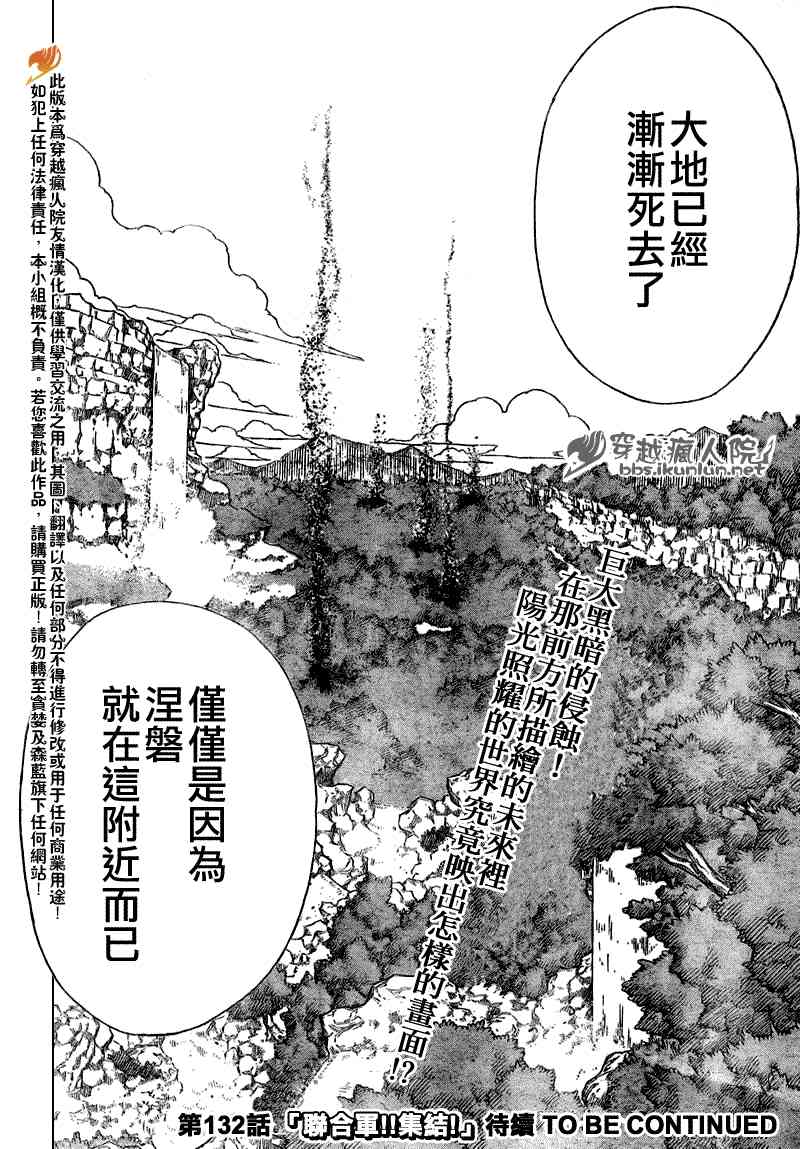 大地已經
漸漸死去了
穿越瘋人院
bbs.ikunlun.net
巨大黑暗的侵蝕！
在那前方所描繪的未來裡
陽光照耀的世界究竟映出怎樣的畫面!?
僅僅是因為
涅磐
就在這附近而已
此版本爲穿越瘋人院友情漢化，僅供學習交流之用，其圖、翻譯以及任何部分不得進行修改或用于任何商業用途！
如犯上任何法律責任，本小組概不負責。若您喜歡此作品，請購買正版！請勿轉至貪婪及森藍旗下任何網站！
第132話「聯合軍!!集結!」待續 TO BE CONTINUED